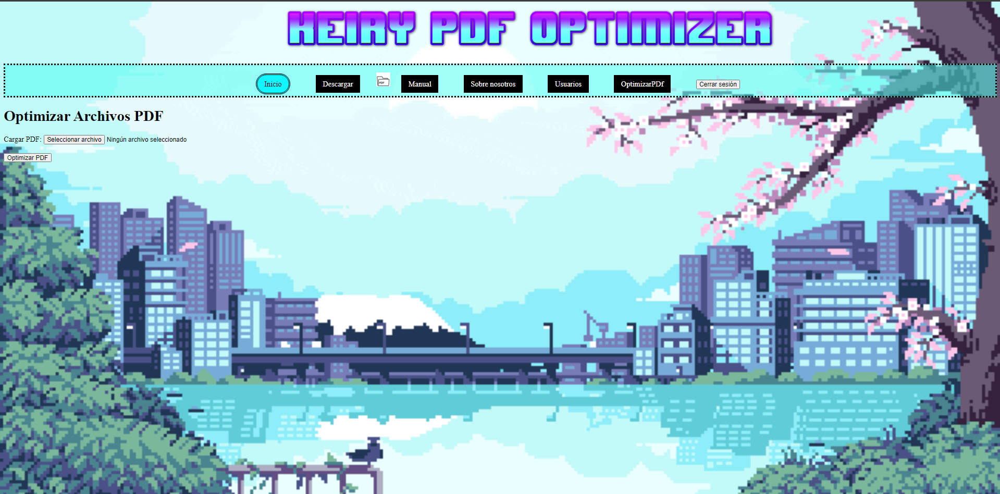 KEIRY PDF OPTIMIZER
Inicio Descargar PDF Manual Sobre nosotros Usuarios OptimizarPDf Cerrar sesión
Optimizar Archivos PDF
Cargar PDF: Seleccionar archivo Ningún archivo seleccionado
Optimizar PDF